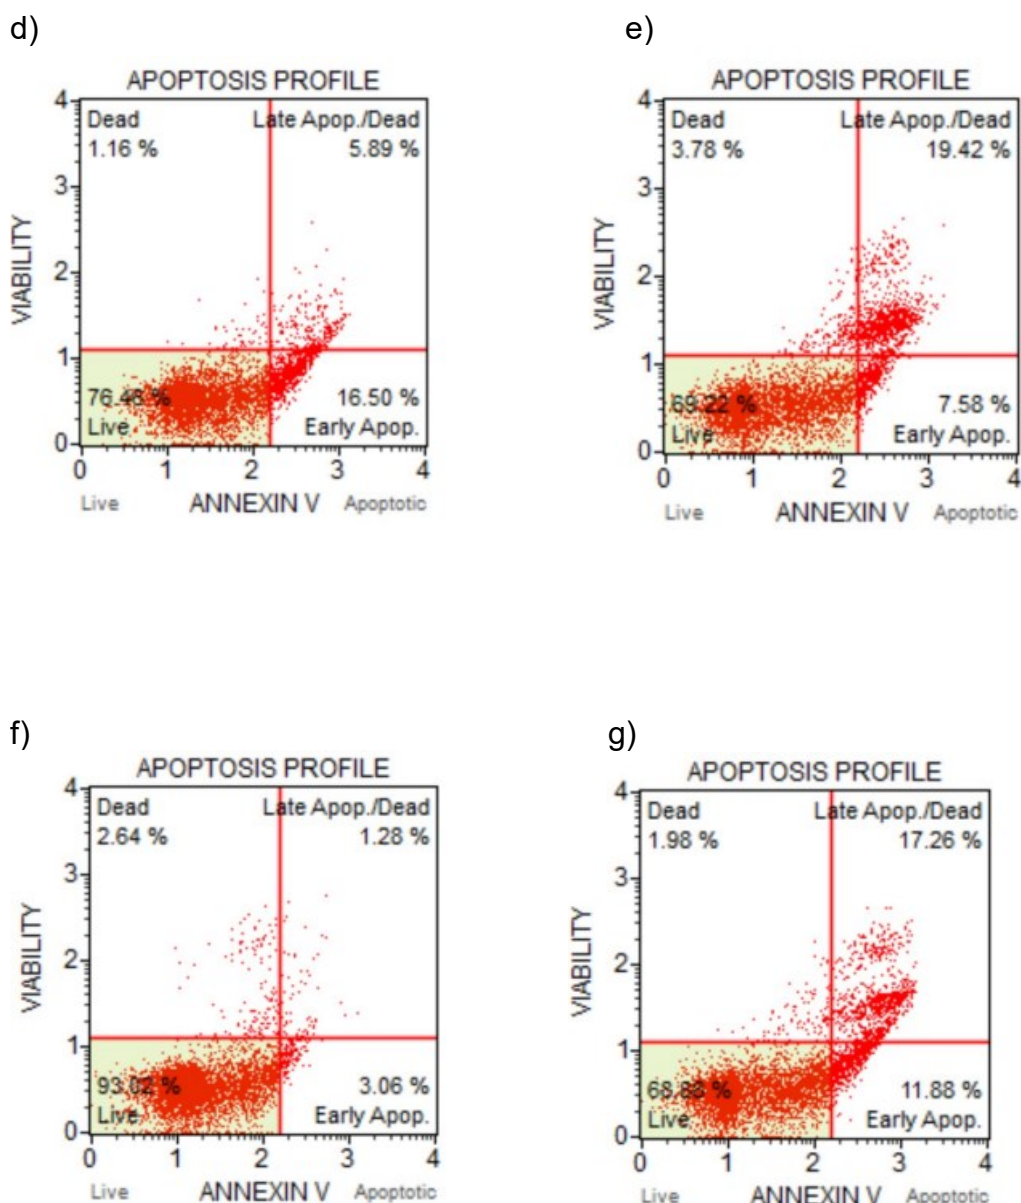 d)
APOPTOSIS PROFILE
4
Dead Late Apop./Dead
1.16 % 5.89 %
3
VIABILITY
2
1
76.46 % 16.50 %
Live Early Apop.
0
0 1 2 3 4
Live ANNEXIN V Apoptotic
e)
APOPTOSIS PROFILE
4
Dead Late Apop./Dead
3.78 % 19.42 %
3
VIABILITY
2
1
69.22 % 7.58 %
Live Early Apop.
0
0 1 2 3 4
Live ANNEXIN V Apoptotic
f)
APOPTOSIS PROFILE
4
Dead Late Apop./Dead
2.64 % 1.28 %
3
VIABILITY
2
1
93.02 % 3.06 %
Live Early Apop.
0
0 1 2 3 4
Live ANNEXIN V Apoptotic
g)
APOPTOSIS PROFILE
4
Dead Late Apop./Dead
1.98 % 17.26 %
3
VIABILITY
2
1
68.88 % 11.88 %
Live Early Apop.
0
0 1 2 3 4
Live ANNEXIN V Apoptotic